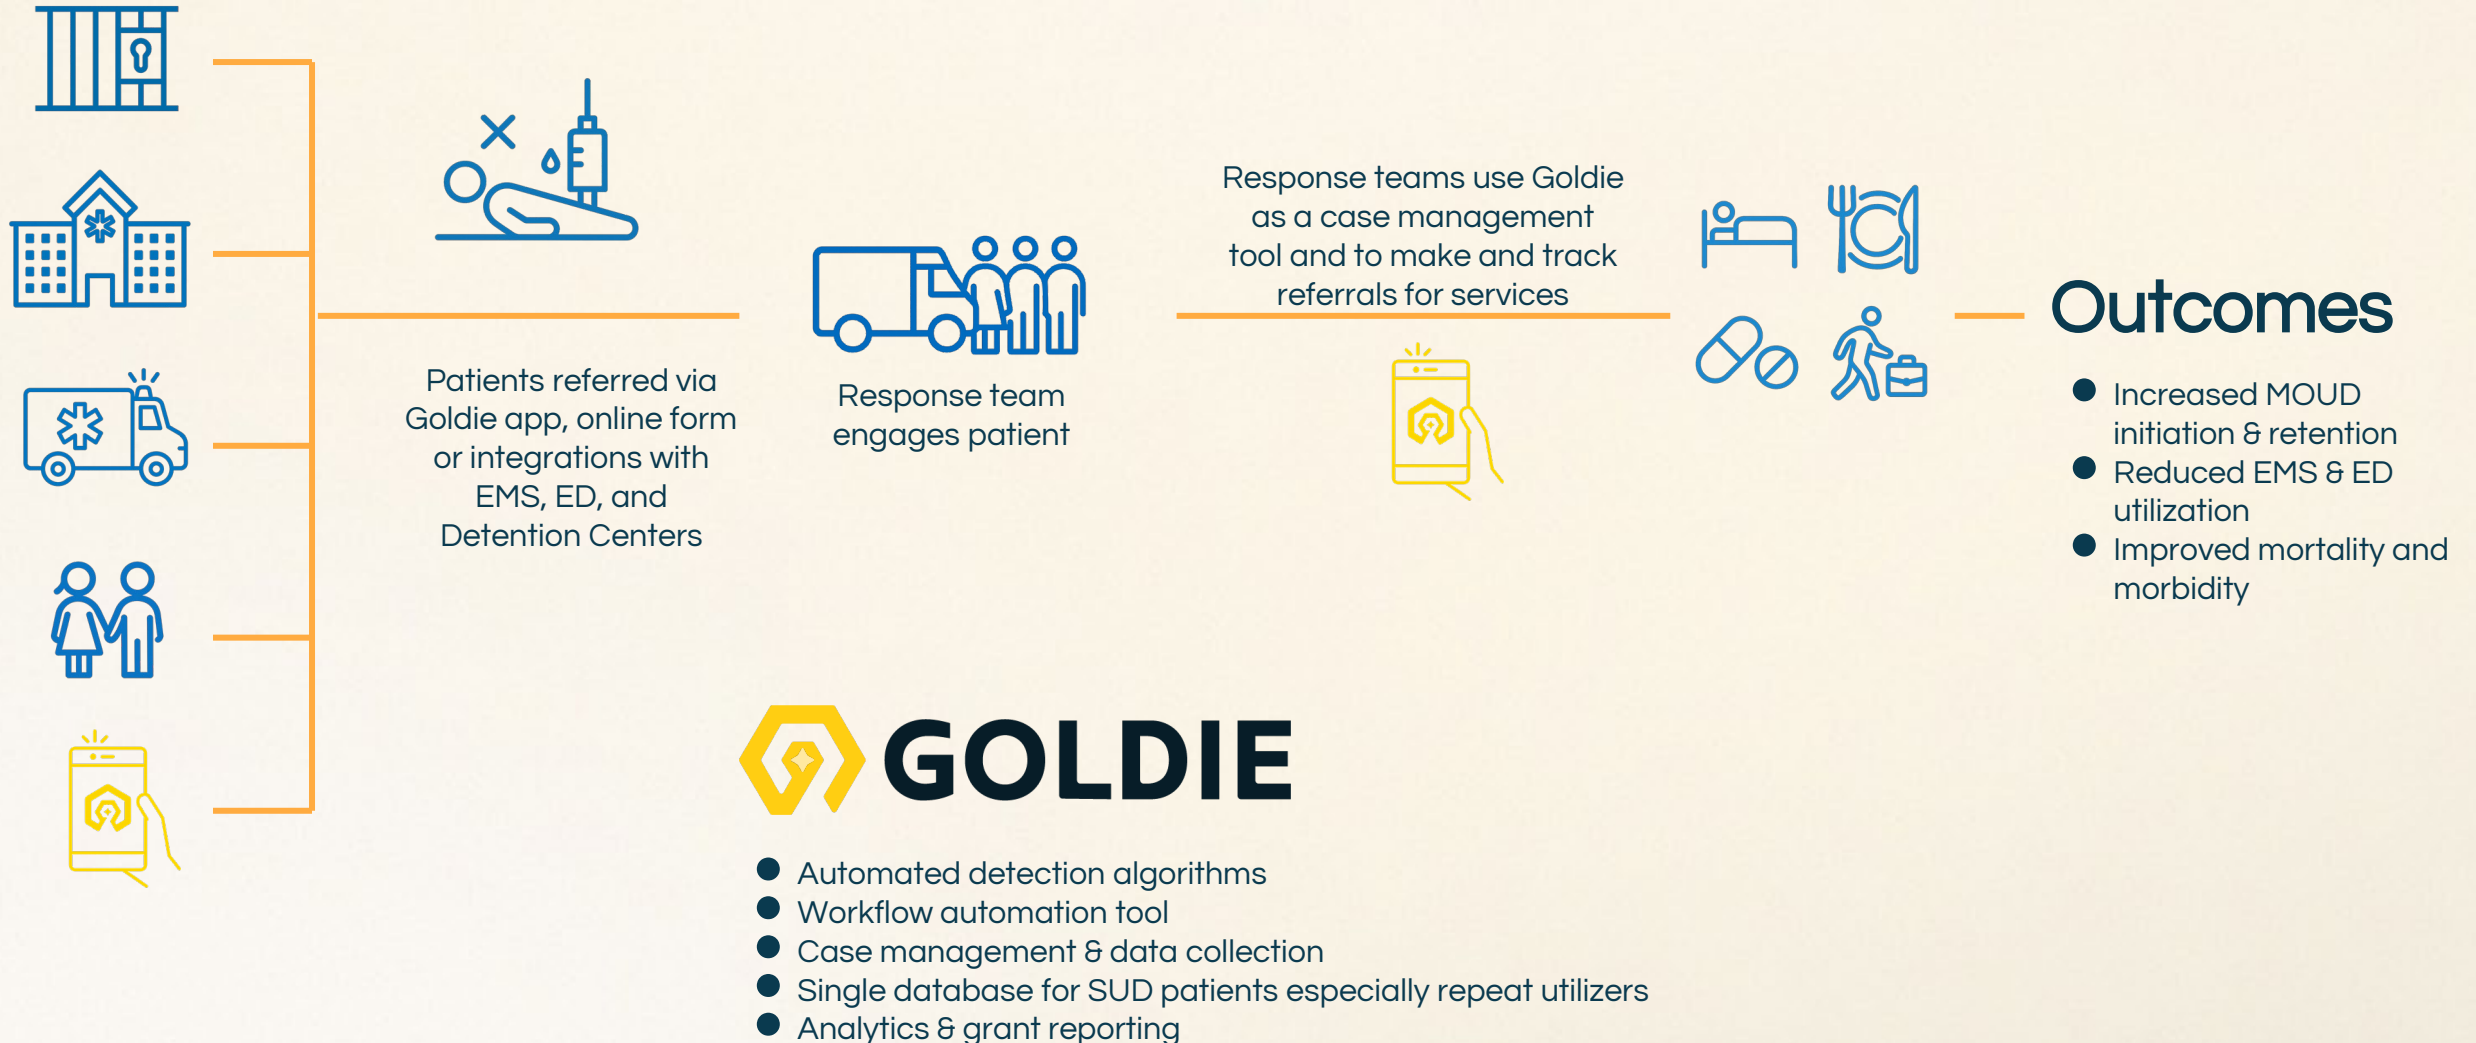 Patients referred via
Goldie app, online form
or integrations with
EMS, ED, and
Detention Centers
Response team
engages patient
Response teams use Goldie
as a case management
tool and to make and track
referrals for services
Outcomes
● Increased MOUD
initiation & retention
● Reduced EMS & ED
utilization
● Improved mortality and
morbidity
GOLDIE
● Automated detection algorithms
● Workflow automation tool
● Case management & data collection
● Single database for SUD patients especially repeat utilizers
● Analytics & grant reporting